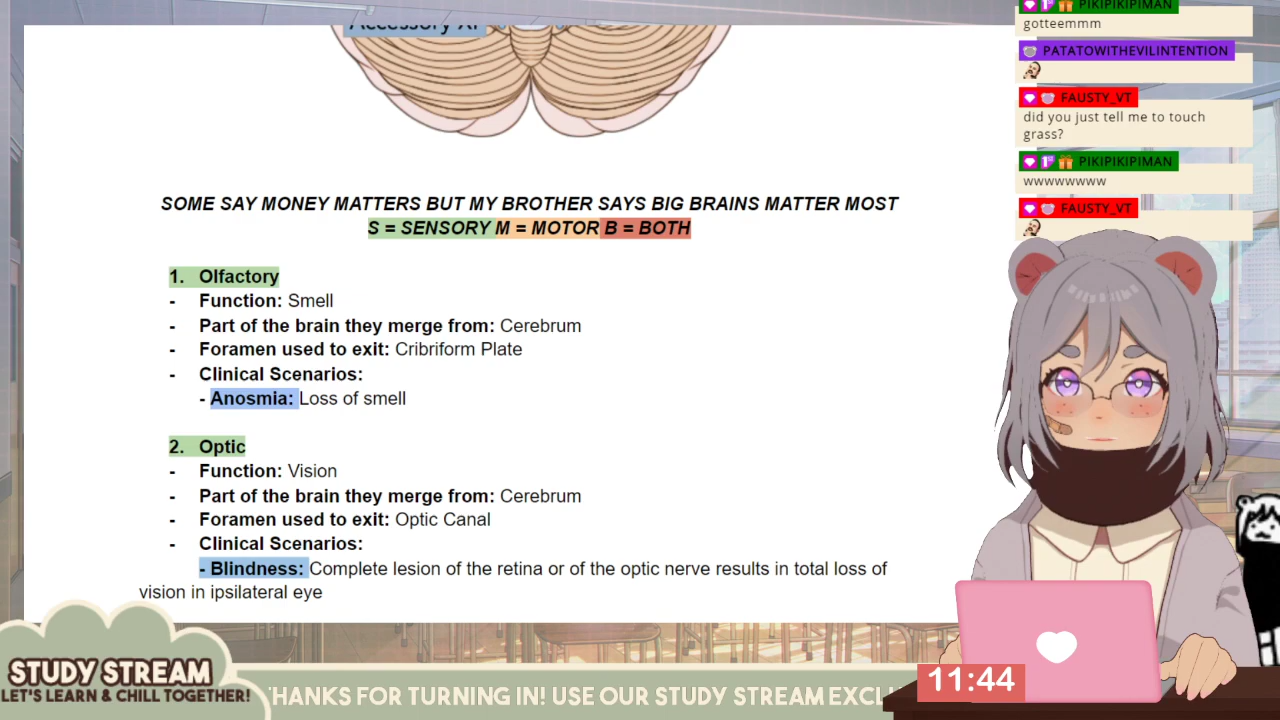 Accessory XI
SOME SAY MONEY MATTERS BUT MY BROTHER SAYS BIG BRAINS MATTER MOST
S = SENSORY M = MOTOR B = BOTH
1. Olfactory
- Function: Smell
- Part of the brain they merge from: Cerebrum
- Foramen used to exit: Cribriform Plate
- Clinical Scenarios:
- Anosmia: Loss of smell
2. Optic
- Function: Vision
- Part of the brain they merge from: Cerebrum
- Foramen used to exit: Optic Canal
- Clinical Scenarios:
- Blindness: Complete lesion of the retina or of the optic nerve results in total loss of
vision in ipsilateral eye
PIKIPIKIPIMAN
gotteemmm
PATATOWITHEVILINTENTION
FAUSTY_VT
did you just tell me to touch
grass?
PIKIPIKIPIMAN
wwwwwwww
FAUSTY_VT
STUDY STREAM
LET'S LEARN & CHILL TOGETHER!
HANKS FOR TURNING IN! USE OUR STUDY STREAM EXCL
11:44